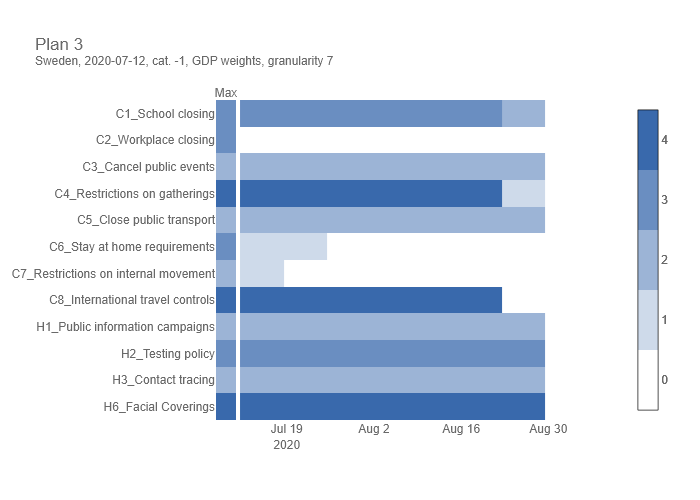 Plan 3
Sweden, 2020-07-12, cat. -1, GDP weights, granularity 7
Max
C1_School closing
C2_Workplace closing
C3_Cancel public events
C4_Restrictions on gatherings
C5_Close public transport
C6_Stay at home requirements
C7_Restrictions on internal movement
C8_International travel controls
H1_Public information campaigns
H2_Testing policy
H3_Contact tracing
H6_Facial Coverings
Jul 19 Aug 2 Aug 16 Aug 30
2020
4
3
2
1
0